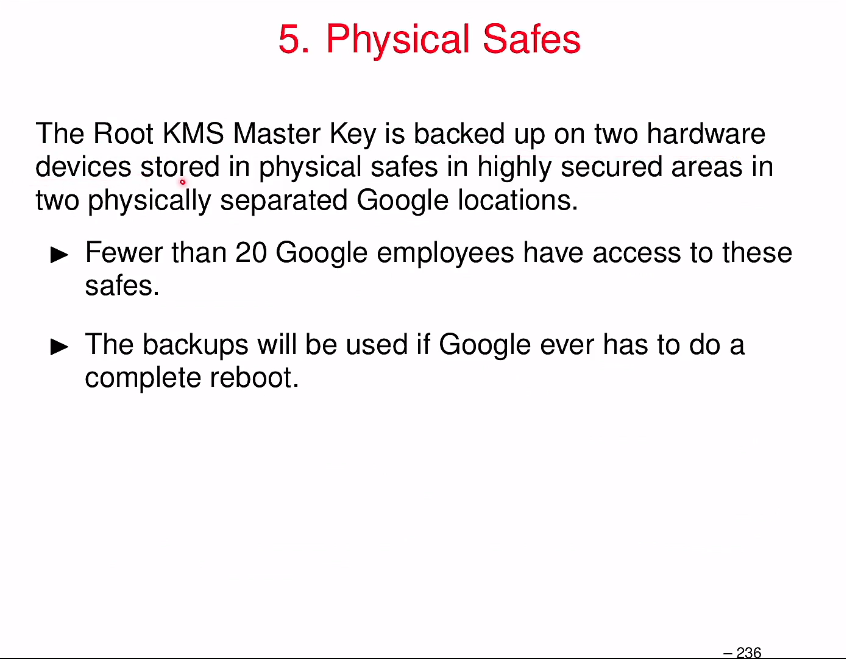 5. Physical Safes
The Root KMS Master Key is backed up on two hardware
devices stored in physical safes in highly secured areas in
two physically separated Google locations.
▶ Fewer than 20 Google employees have access to these
safes.
▶ The backups will be used if Google ever has to do a
complete reboot.
– 236